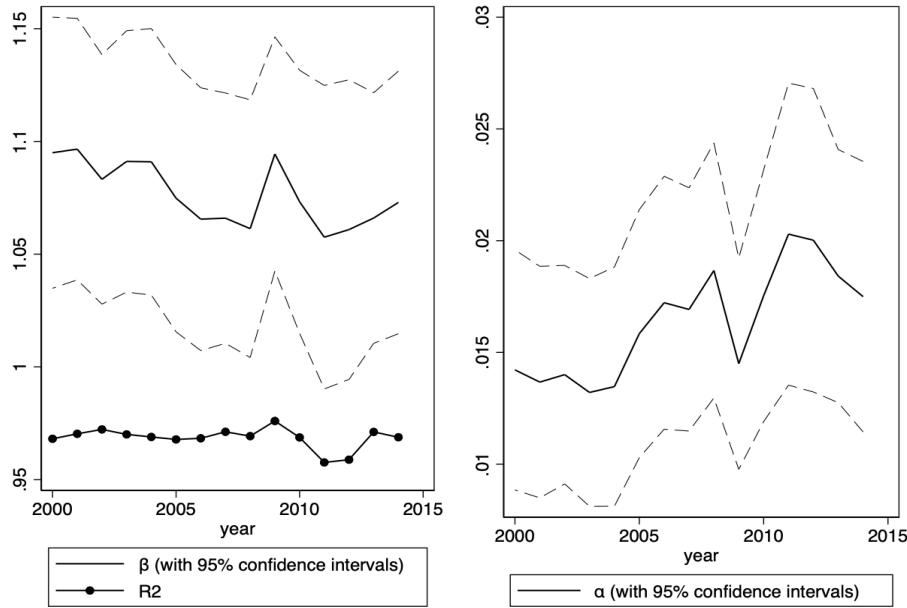 1.15
1.1
1.05
1
.95
2000 2005 2010 2015
year
β (with 95% confidence intervals)
R2
.03
.025
.02
.015
.01
2000 2005 2010 2015
year
α (with 95% confidence intervals)